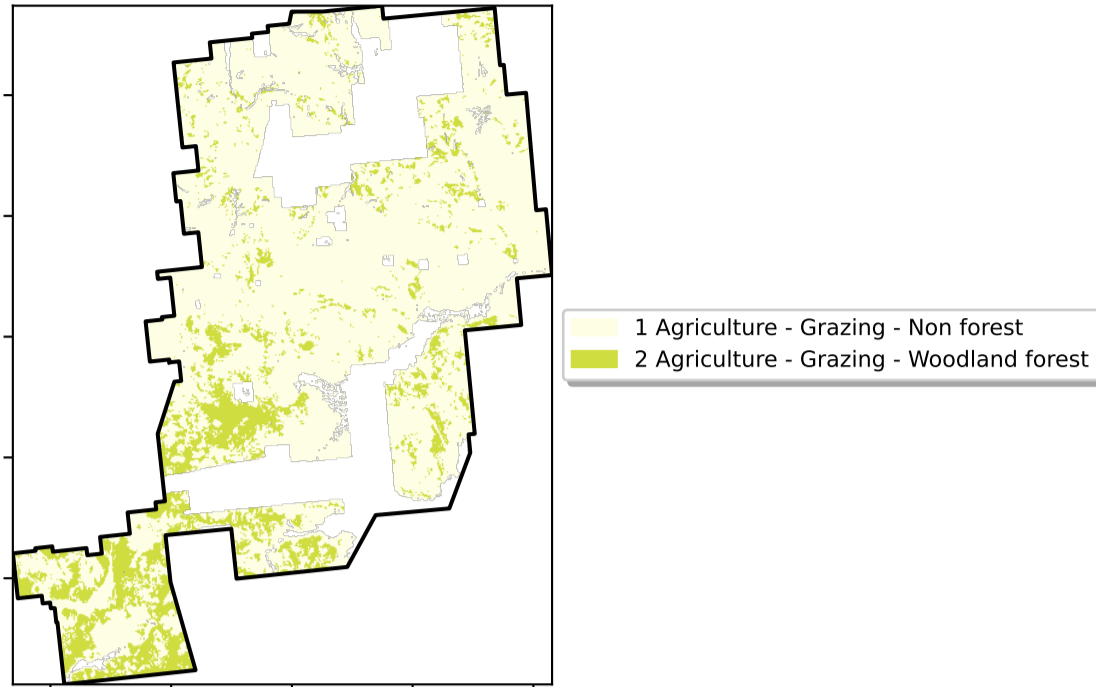 1 Agriculture - Grazing - Non forest
2 Agriculture - Grazing - Woodland forest